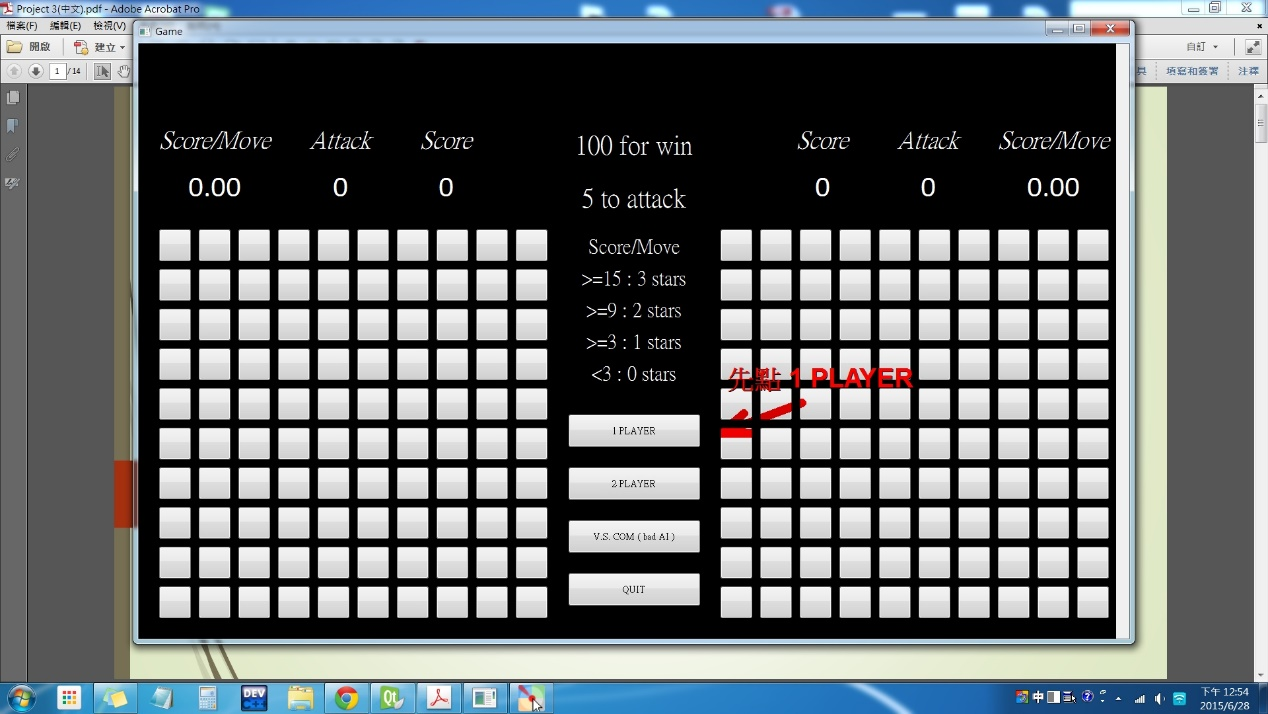 Project 3(中文).pdf - Adobe Acrobat Pro
檔案(F) 編輯(E) 檢視(V)
Game
開啟 建立
自訂
1 / 14
具 填寫和簽署 注釋
Score/Move Attack Score
100 for win
Score Attack Score/Move
0.00 0 0
0 0 0.00
5 to attack
Score/Move
>=15 : 3 stars
>=9 : 2 stars
>=3 : 1 stars
<3 : 0 stars
先點 1 PLAYER
1 PLAYER
2 PLAYER
V.S. COM ( bad AI )
QUIT
DEV
Qt
中
下午 12:54
2015/6/28